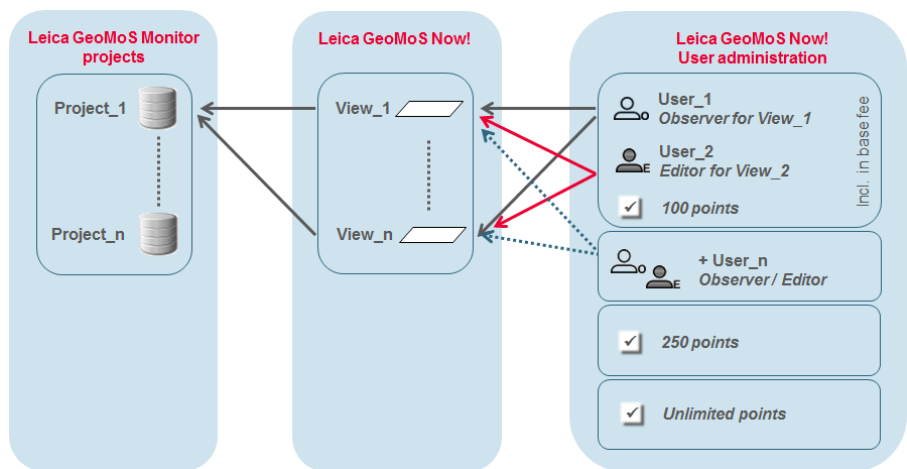 Leica GeoMoS Monitor
projects
Project_1
Project_n
Leica GeoMoS Now!
View_1
View_n
Leica GeoMoS Now!
User administration
User_1
Observer for View_1
User_2
Editor for View_2
100 points
Incl. in base fee
O
E
+ User_n
Observer / Editor
O
E
250 points
Unlimited points